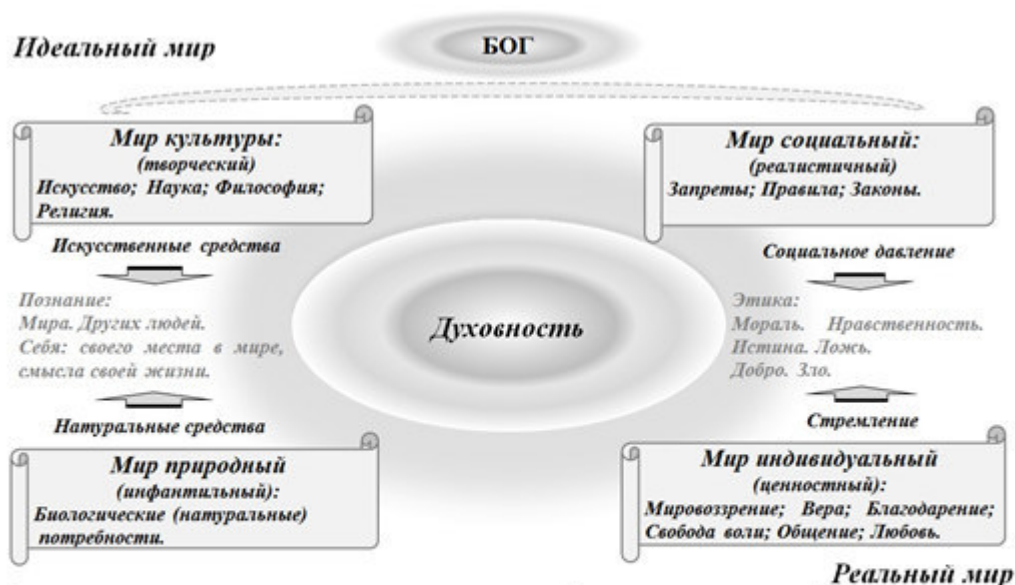 Идеальный мир
БОГ
Мир культуры:
(творческий)
Искусство; Наука; Философия;
Религия.
Мир социальный:
(реалистичный)
Запреты; Правила; Законы.
Искусственные средства
Социальное давление
Познание:
Мира. Других людей.
Себя: своего места в мире,
смысла своей жизни.
Духовность
Этика:
Мораль. Нравственность.
Истина. Ложь.
Добро. Зло.
Натуральные средства
Стремление
Мир природный
(инфантильный):
Биологические (натуральные)
потребности.
Мир индивидуальный
(ценностный):
Мировоззрение; Вера; Благодарение;
Свобода воли; Общение; Любовь.
Реальный мир